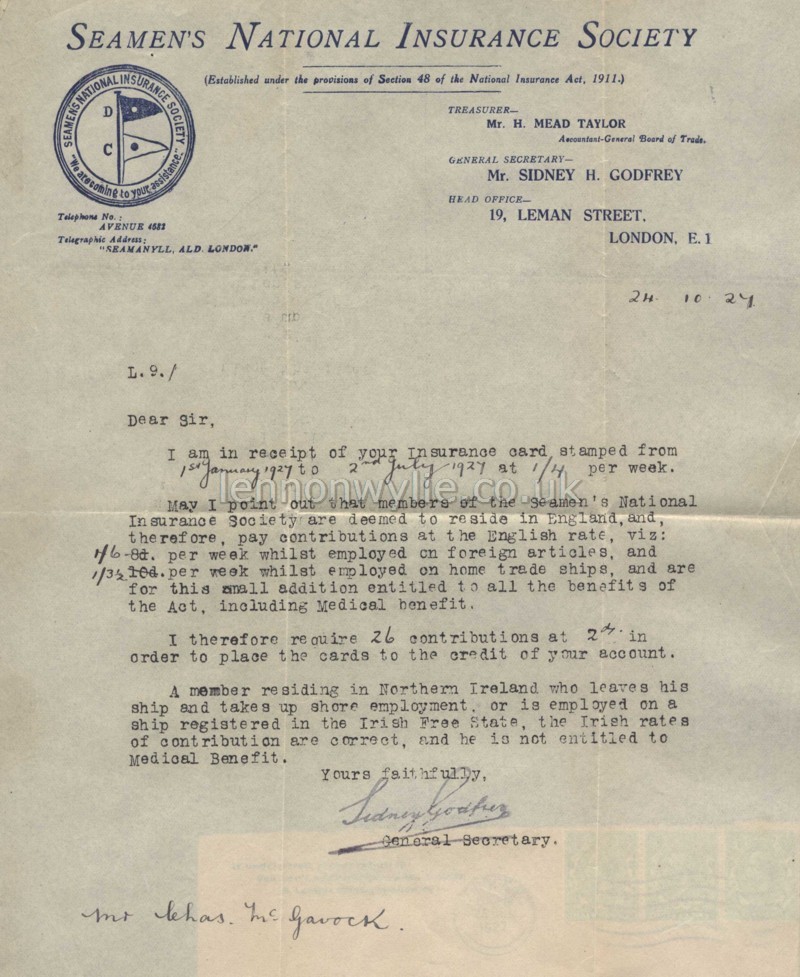 SEAMEN'S NATIONAL INSURANCE SOCIETY
(Established under the provisions of Section 48 of the National Insurance Act, 1911.)
SEAMEN'S NATIONAL INSURANCE SOCIETY
D
C
"We are coming to your assistance."
Telephone No.:
AVENUE 4582
Telegraphic Address:
"SEAMANYLL, ALD. LONDON."
TREASURER—
Mr. H. MEAD TAYLOR
Accountant-General Board of Trade.
GENERAL SECRETARY—
Mr. SIDNEY H. GODFREY
HEAD OFFICE—
19, LEMAN STREET,
LONDON, E.1
24 10 27
L.9./
Dear Sir,
I am in receipt of your Insurance card stamped from
1st January 1927 to 2nd July 1927 at 1/4 per week.
lennonwylie.co.uk
May I point out that members of the Seamen's National
Insurance Society are deemed to reside in England, and,
therefore, pay contributions at the English rate, viz:
1/6 -8d. per week whilst employed on foreign articles, and
1/3½ 10d. per week whilst employed on home trade ships, and are
for this small addition entitled to all the benefits of
the Act, including Medical benefit.
I therefore require 26 contributions at 2d. in
order to place the cards to the credit of your account.
A member residing in Northern Ireland who leaves his
ship and takes up shore employment, or is employed on a
ship registered in the Irish Free State, the Irish rates
of contribution are correct, and he is not entitled to
Medical Benefit.
Yours faithfully,
Sidney Godfrey
General Secretary.
Mr Chas. McGavock.